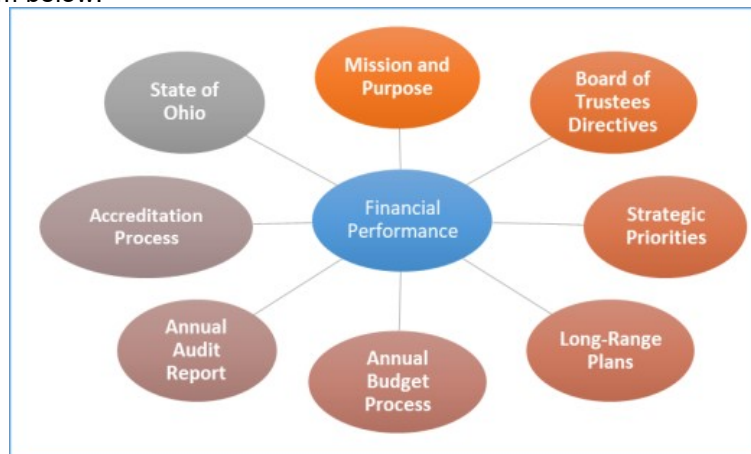 Mission and
Purpose
Board of
Trustees
Directives
Strategic
Priorities
Long-Range
Plans
Annual
Budget
Process
Annual
Audit
Report
Accreditation
Process
State of
Ohio
Financial
Performance